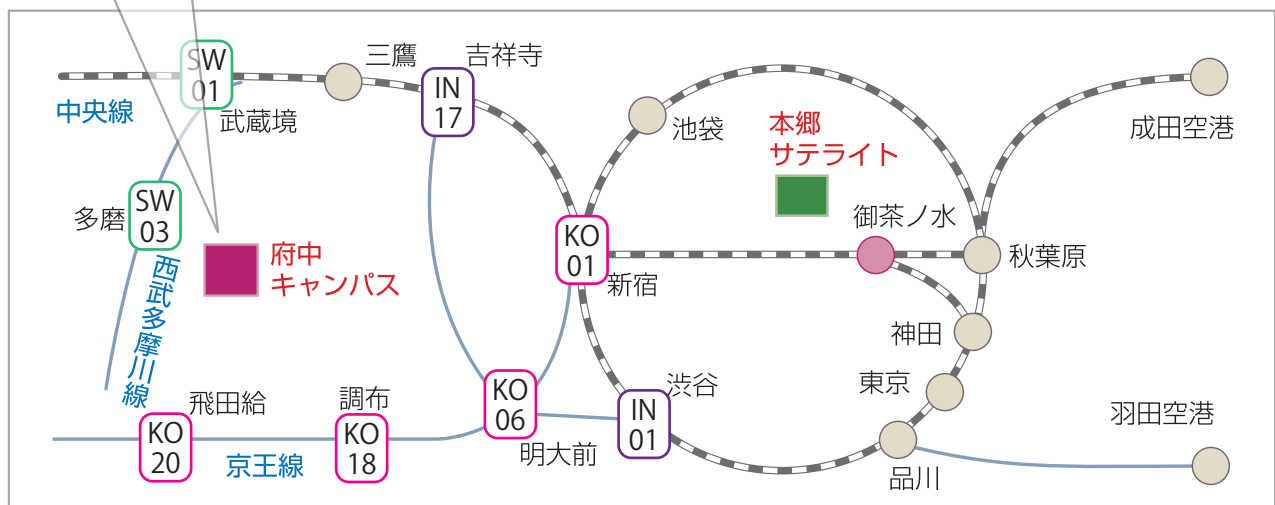 三鷹
吉祥寺
SW
01
IN
17
中央線
武蔵境
池袋
本郷
サテライト
成田空港
SW
03
多磨
御茶ノ水
KO
01
新宿
秋葉原
府中
キャンパス
西武多摩川線
神田
東京
渋谷
飛田給
調布
KO
06
IN
01
羽田空港
KO
20
KO
18
京王線
明大前
品川